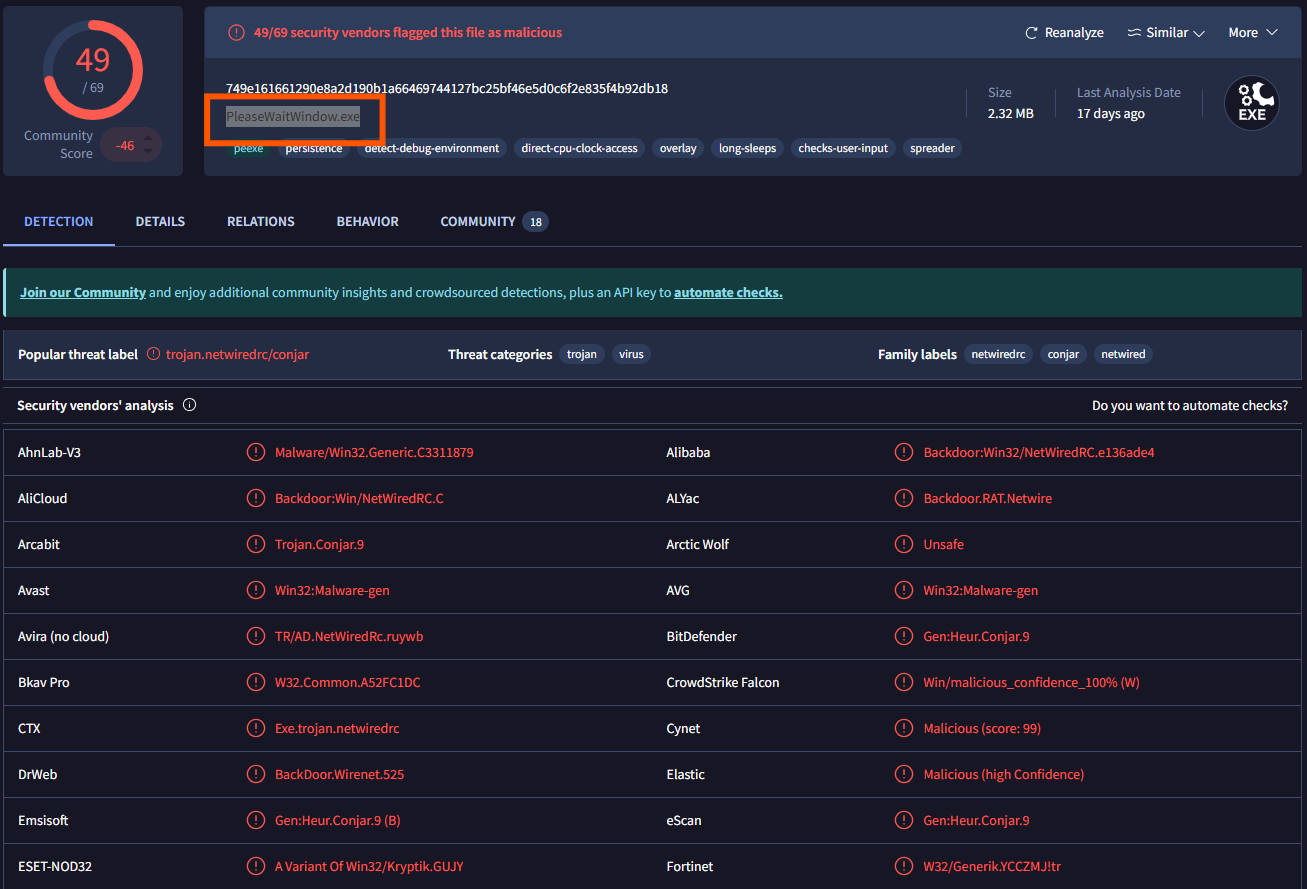 49
/ 69
Community
Score
-46
49/69 security vendors flagged this file as malicious
Reanalyze
Similar
More
749e161661290e8a2d190b1a66469744127bc25bf46e5d0c6f2e835f4b92db18
PleaseWaitWindow.exe
Size
2.32 MB
Last Analysis Date
17 days ago
EXE
peexe persistence detect-debug-environment direct-cpu-clock-access overlay long-sleeps checks-user-input spreader
DETECTION DETAILS RELATIONS BEHAVIOR COMMUNITY 18
Join our Community and enjoy additional community insights and crowdsourced detections, plus an API key to automate checks.
Popular threat label trojan.netwiredrc/conjar Threat categories trojan virus Family labels netwiredrc conjar netwired
Security vendors' analysis Do you want to automate checks?
AhnLab-V3 Malware/Win32.Generic.C3311879 Alibaba Backdoor:Win32/NetWiredRC.e136ade4
AliCloud Backdoor:Win/NetWiredRC.C ALYac Backdoor.RAT.Netwire
Arcabit Trojan.Conjar.9 Arctic Wolf Unsafe
Avast Win32:Malware-gen AVG Win32:Malware-gen
Avira (no cloud) TR/AD.NetWiredRc.ruywb BitDefender Gen:Heur.Conjar.9
Bkav Pro W32.Common.A52FC1DC CrowdStrike Falcon Win/malicious_confidence_100% (W)
CTX Exe.trojan.netwiredrc Cynet Malicious (score: 99)
DrWeb BackDoor.Wirenet.525 Elastic Malicious (high Confidence)
Emsisoft Gen:Heur.Conjar.9 (B) eScan Gen:Heur.Conjar.9
ESET-NOD32 A Variant Of Win32/Kryptik.GUJY Fortinet W32/Generik.YCCZMJ!tr